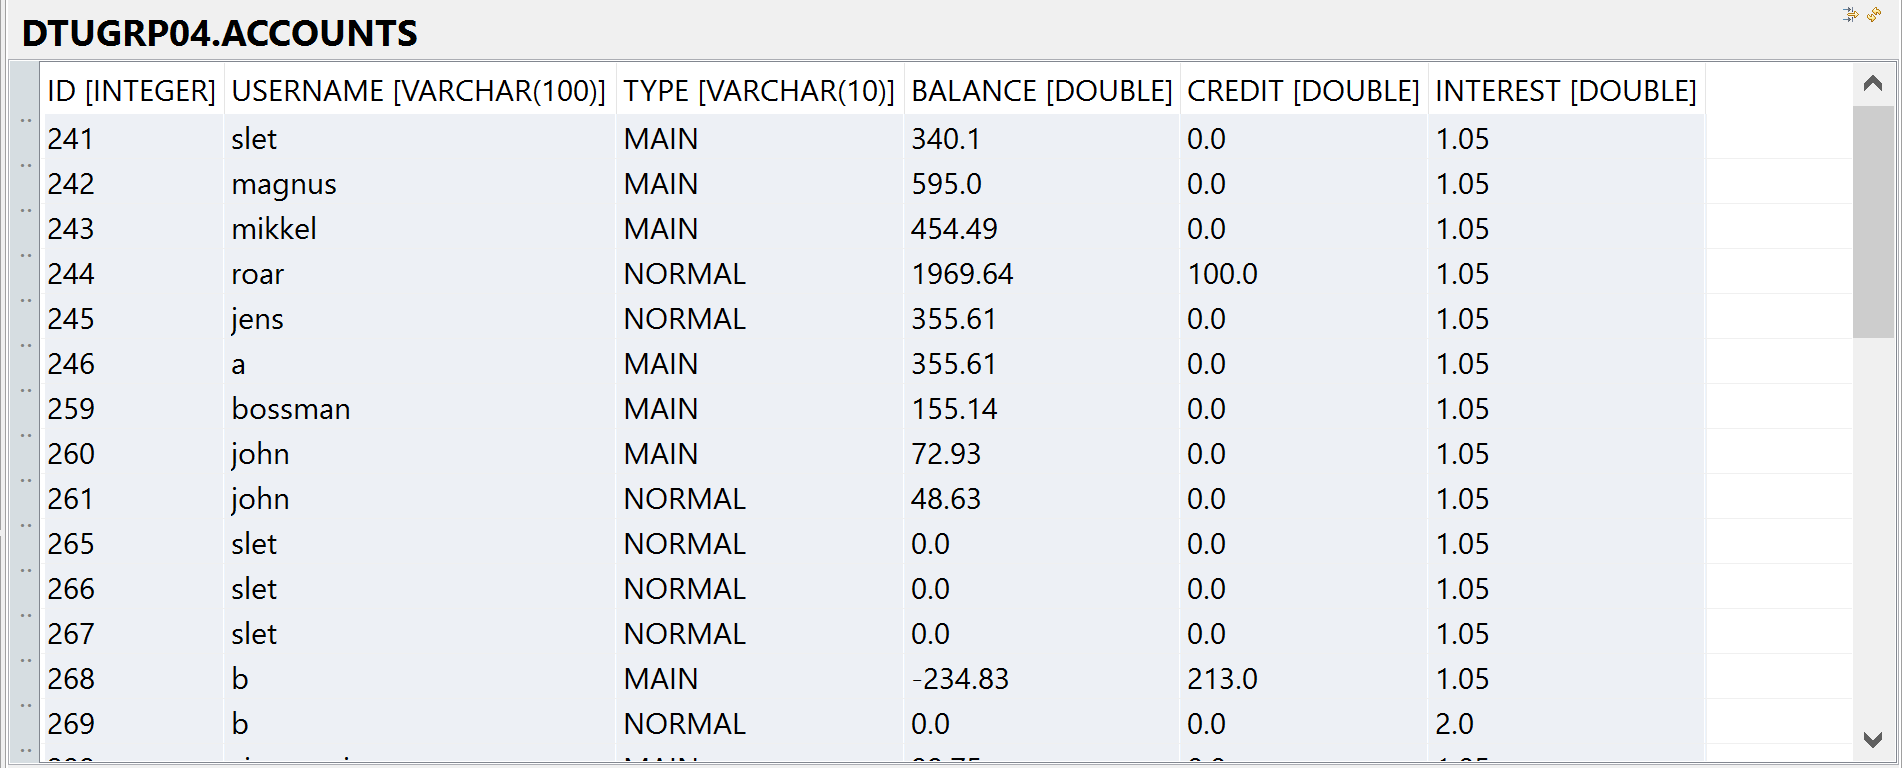 DTUGRP04.ACCOUNTS
ID [INTEGER] USERNAME [VARCHAR(100)] TYPE [VARCHAR(10)] BALANCE [DOUBLE] CREDIT [DOUBLE] INTEREST [DOUBLE]
241 slet MAIN 340.1 0.0 1.05
242 magnus MAIN 595.0 0.0 1.05
243 mikkel MAIN 454.49 0.0 1.05
244 roar NORMAL 1969.64 100.0 1.05
245 jens NORMAL 355.61 0.0 1.05
246 a MAIN 355.61 0.0 1.05
259 bossman MAIN 155.14 0.0 1.05
260 john MAIN 72.93 0.0 1.05
261 john NORMAL 48.63 0.0 1.05
265 slet NORMAL 0.0 0.0 1.05
266 slet NORMAL 0.0 0.0 1.05
267 slet NORMAL 0.0 0.0 1.05
268 b MAIN -234.83 213.0 1.05
269 b NORMAL 0.0 0.0 2.0